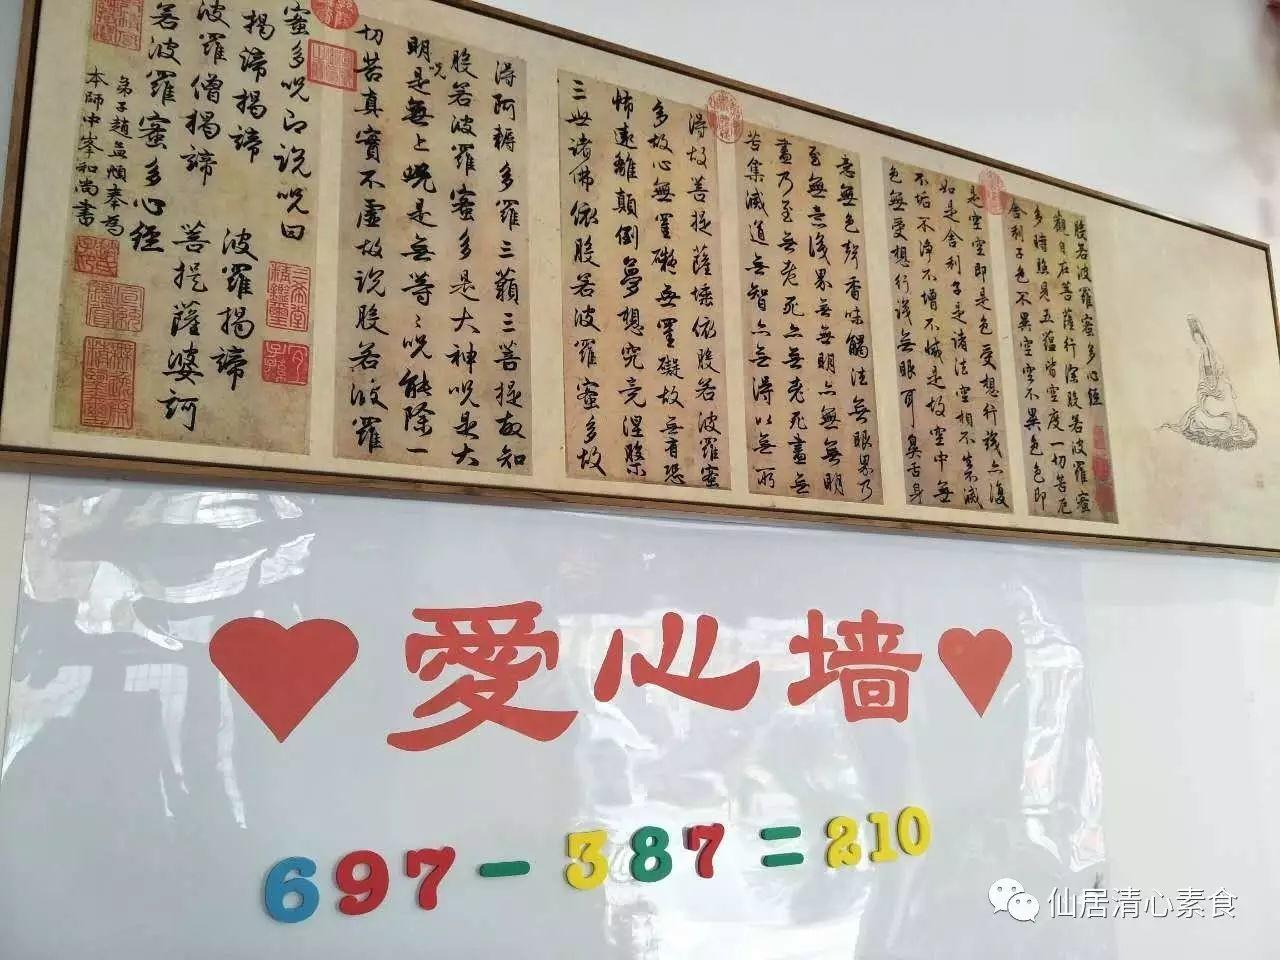 般若波羅蜜多心經
觀自在菩薩行深般若波羅蜜
多時照見五蘊皆空度一切苦厄
舍利子色不異空空不異色色即
是空空即是色受想行識亦復
如是舍利子是諸法空相不生不滅
不垢不淨不增不減是故空中無
色無受想行識無眼耳鼻舌身
意無色聲香味觸法無眼界乃
至無意識界無無明亦無無明
盡乃至無老死亦無老死盡無
苦集滅道無智亦無得以無所
得故菩提薩埵依般若波羅蜜
多故心無罣礙無罣礙故無有恐
怖遠離顛倒夢想究竟涅槃
三世諸佛依般若波羅蜜多故
得阿耨多羅三藐三菩提故知
般若波羅蜜多是大神咒是大
明咒是無上咒是無等等咒能除一
切苦真實不虛故說般若波羅
蜜多咒即說咒曰
揭諦揭諦 波羅揭諦
波羅僧揭諦 菩提薩婆訶
般若波羅蜜多心經
弟子趙孟頫奉為
本師中峯和尚書
愛心墙
697-387=210
仙居清心素食